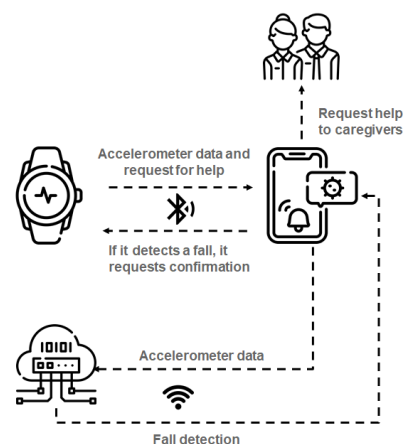 Request help
to caregivers
Accelerometer data and
request for help
If it detects a fall, it
requests confirmation
10101
Accelerometer data
Fall detection